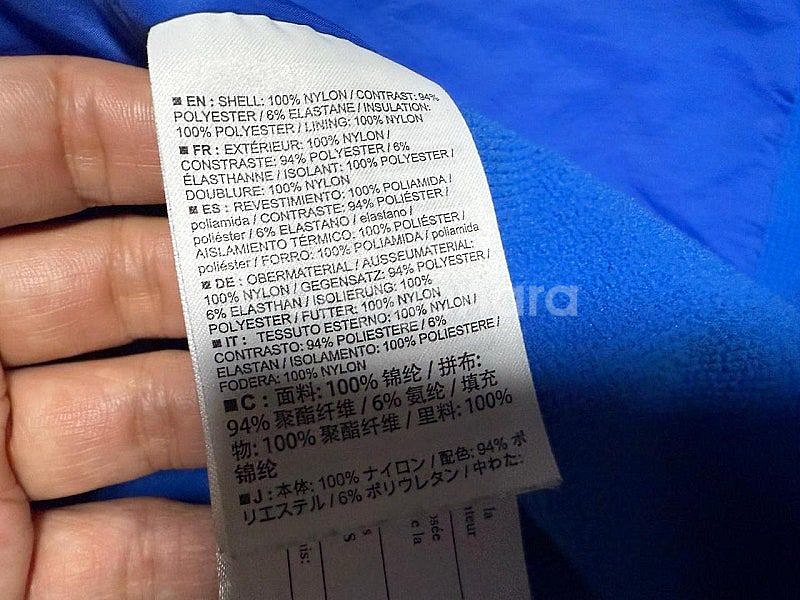 ■ EN : SHELL: 100% NYLON / CONTRAST: 94%
POLYESTER / 6% ELASTANE / INSULATION:
100% POLYESTER / LINING: 100% NYLON
■ FR : EXTÉRIEUR: 100% NYLON /
CONSTRASTE: 94% POLYESTER / 6%
ÉLASTHANNE / ISOLANT: 100% POLYESTER /
DOUBLURE: 100% NYLON
■ ES : REVESTIMIENTO: 100% POLIAMIDA /
poliamida / CONTRASTE: 94% POLIÉSTER /
poliéster / 6% ELASTANO / elastano /
AISLAMIENTO TÉRMICO: 100% POLIÉSTER /
poliéster / FORRO: 100% POLIAMIDA / poliamida
■ DE : OBERMATERIAL / AUSSEUMATERIAL:
100% NYLON / GEGENSATZ: 94% POLYESTER /
6% ELASTHAN / ISOLIERUNG: 100%
POLYESTER / FUTTER: 100% NYLON
■ IT : TESSUTO ESTERNO: 100% NYLON /
CONTRASTO: 94% POLIESTERE / 6%
ELASTAN / ISOLAMENTO: 100% POLIESTERE /
FODERA: 100% NYLON
■ C : 面料: 100% 锦纶 / 拼布:
94% 聚酯纤维 / 6% 氨纶 / 填充
物: 100% 聚酯纤维 / 里料: 100%
锦纶
■ J : 本体: 100% ナイロン / 配色: 94% ポ
リエステル / 6% ポリウレタン / 中わた:
la
e la
s
S